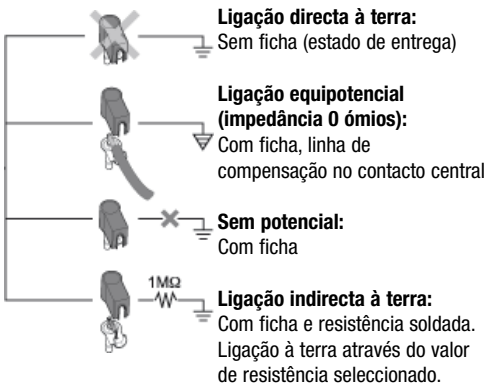 Ligação directa à terra:
Sem ficha (estado de entrega)
Ligação equipotencial
(impedância 0 ómios):
Com ficha, linha de
compensação no contacto central
Sem potencial:
Com ficha
1MΩ
Ligação indirecta à terra:
Com ficha e resistência soldada.
Ligação à terra através do valor
de resistência seleccionado.